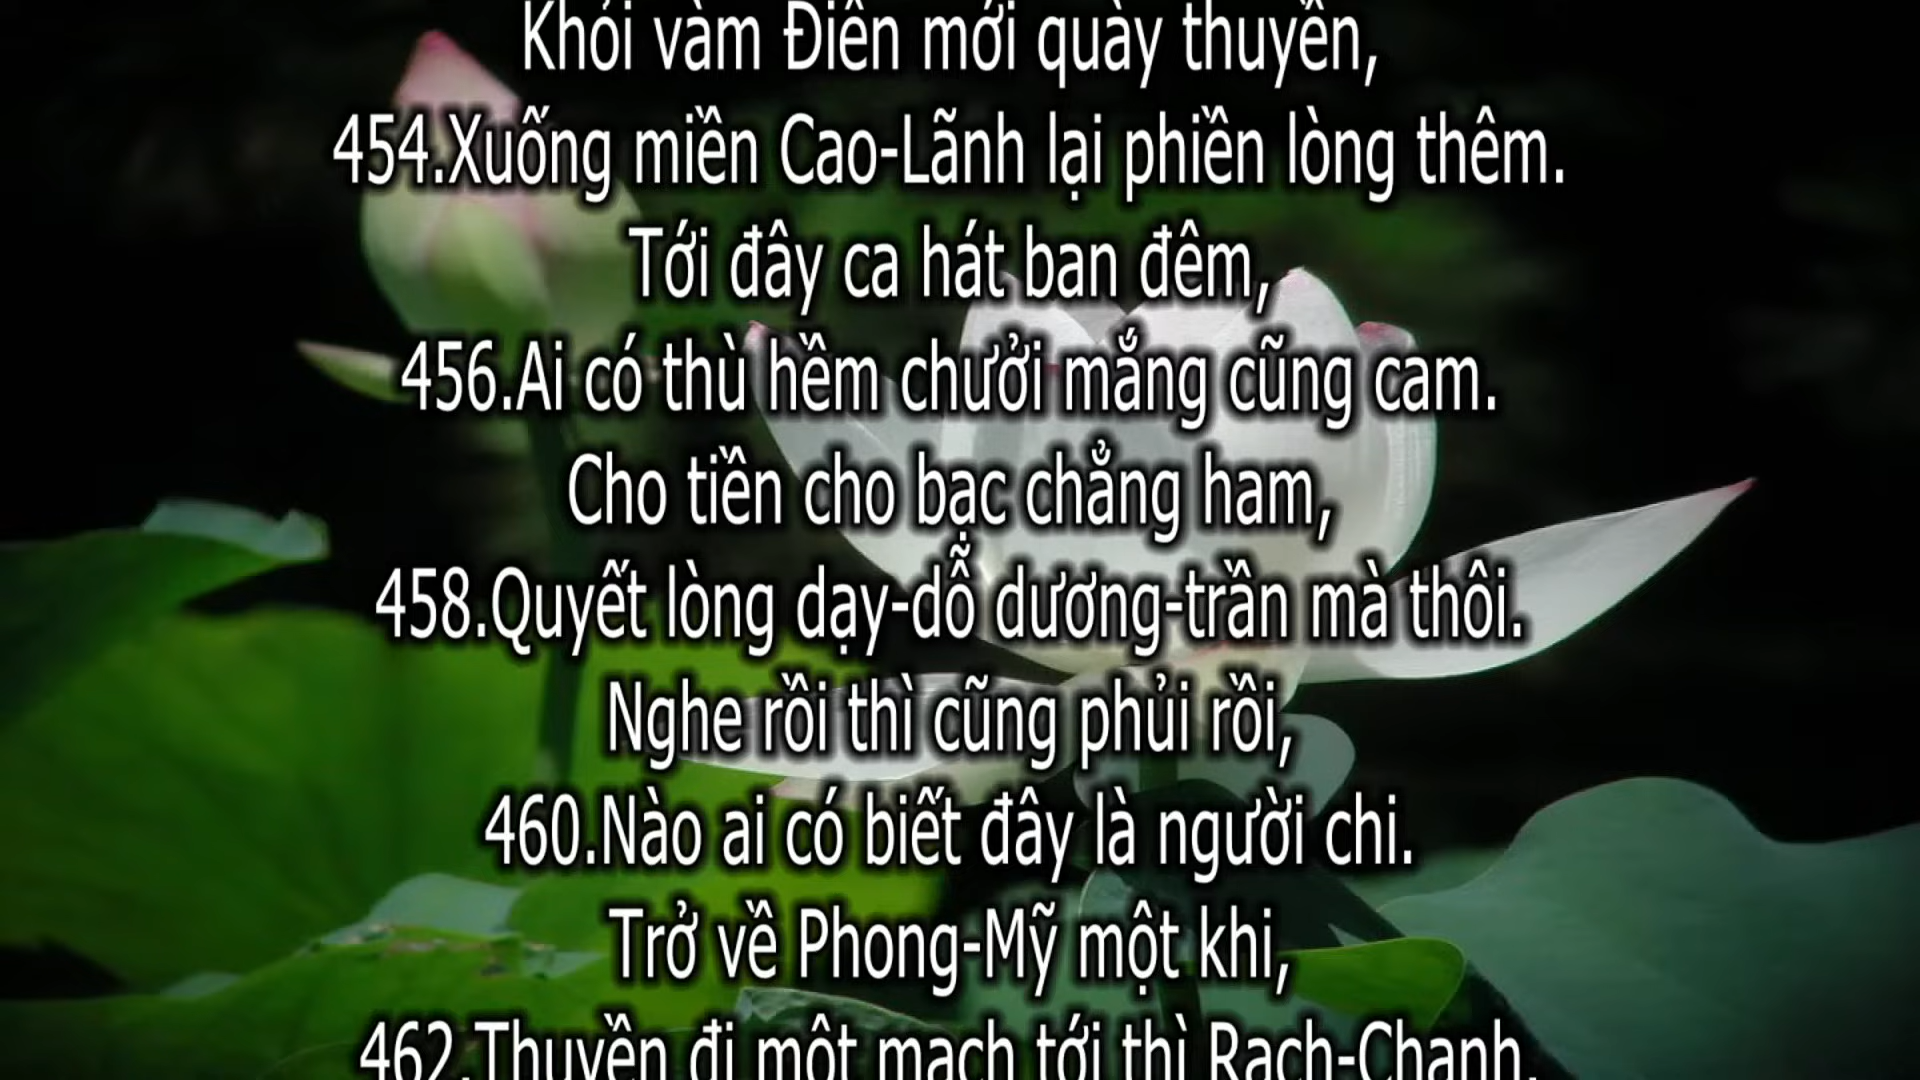 Khỏi vàm Điên mới quày thuyền,
454.Xuống miền Cao-Lãnh lại phiền lòng thêm.
Tới đây ca hát ban đêm,
456.Ai có thù hềm chưởi mắng cũng cam.
Cho tiền cho bạc chẳng ham,
458.Quyết lòng dạy-dỗ dương-trần mà thôi.
Nghe rồi thì cũng phủi rồi,
460.Nào ai có biết đây là người chi.
Trở về Phong-Mỹ một khi,
462.Thuyền đi một mạch tới thì Rạch-Chanh.